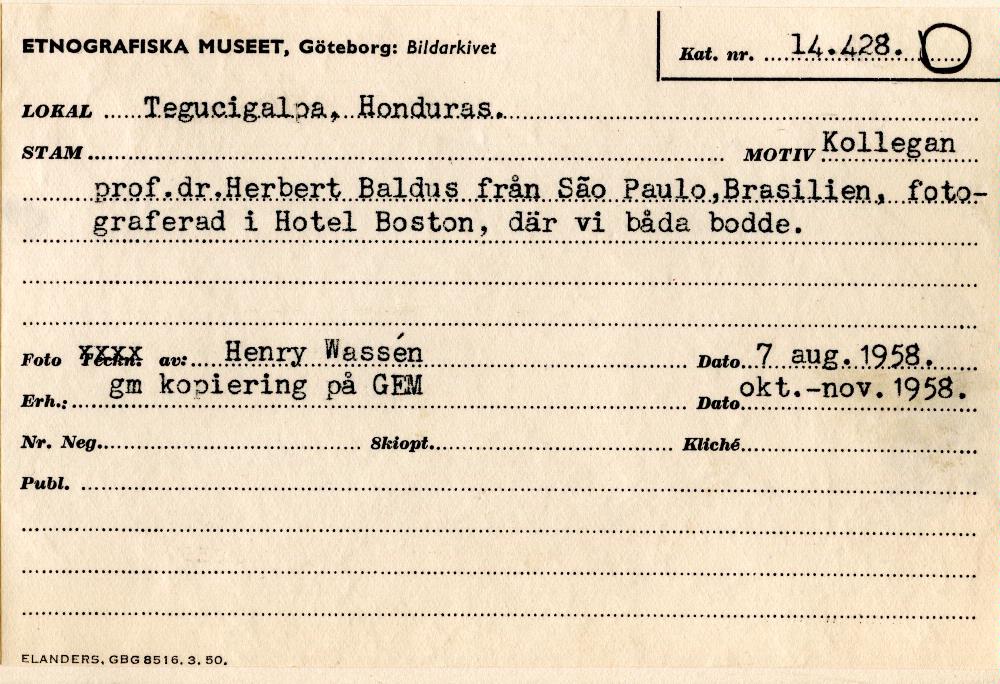 ETNOGRAFISKA MUSEET, Göteborg: Bildarkivet
Kat. nr. 14.428.
LOKAL Tegucigalpa, Honduras.
STAM MOTIV Kollegan
prof.dr.Herbert Baldus från São Paulo,Brasilien, foto-
graferad i Hotel Boston, där vi båda bodde.
Foto Teckn. av: Henry Wassén Dato 7 aug. 1958.
Erh.: gm kopiering på GEM Dato okt.-nov. 1958.
Nr. Neg. Skiopt. Kliché
Publ.
ELANDERS, GBG 8516. 3. 50.